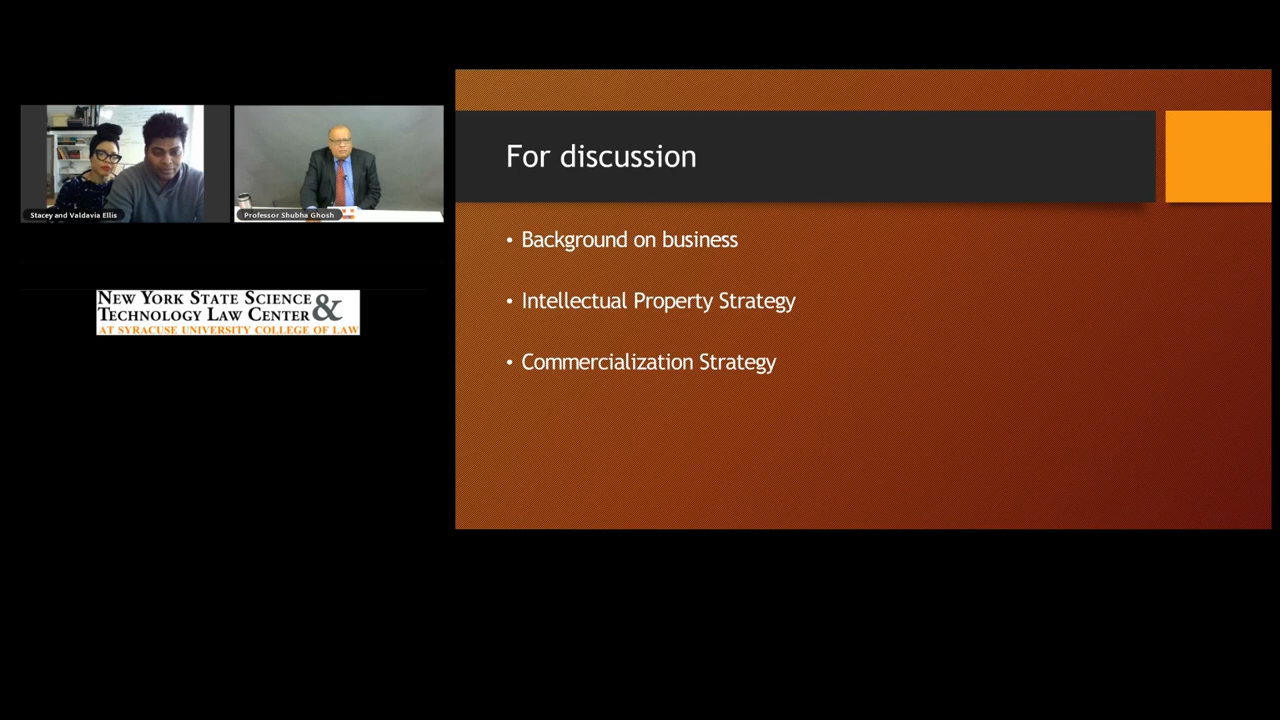 Stacey and Valdavia Ellis
Professor Shubha Ghosh
NEW YORK STATE SCIENCE &
TECHNOLOGY LAW CENTER
AT SYRACUSE UNIVERSITY COLLEGE OF LAW
For discussion
• Background on business
• Intellectual Property Strategy
• Commercialization Strategy